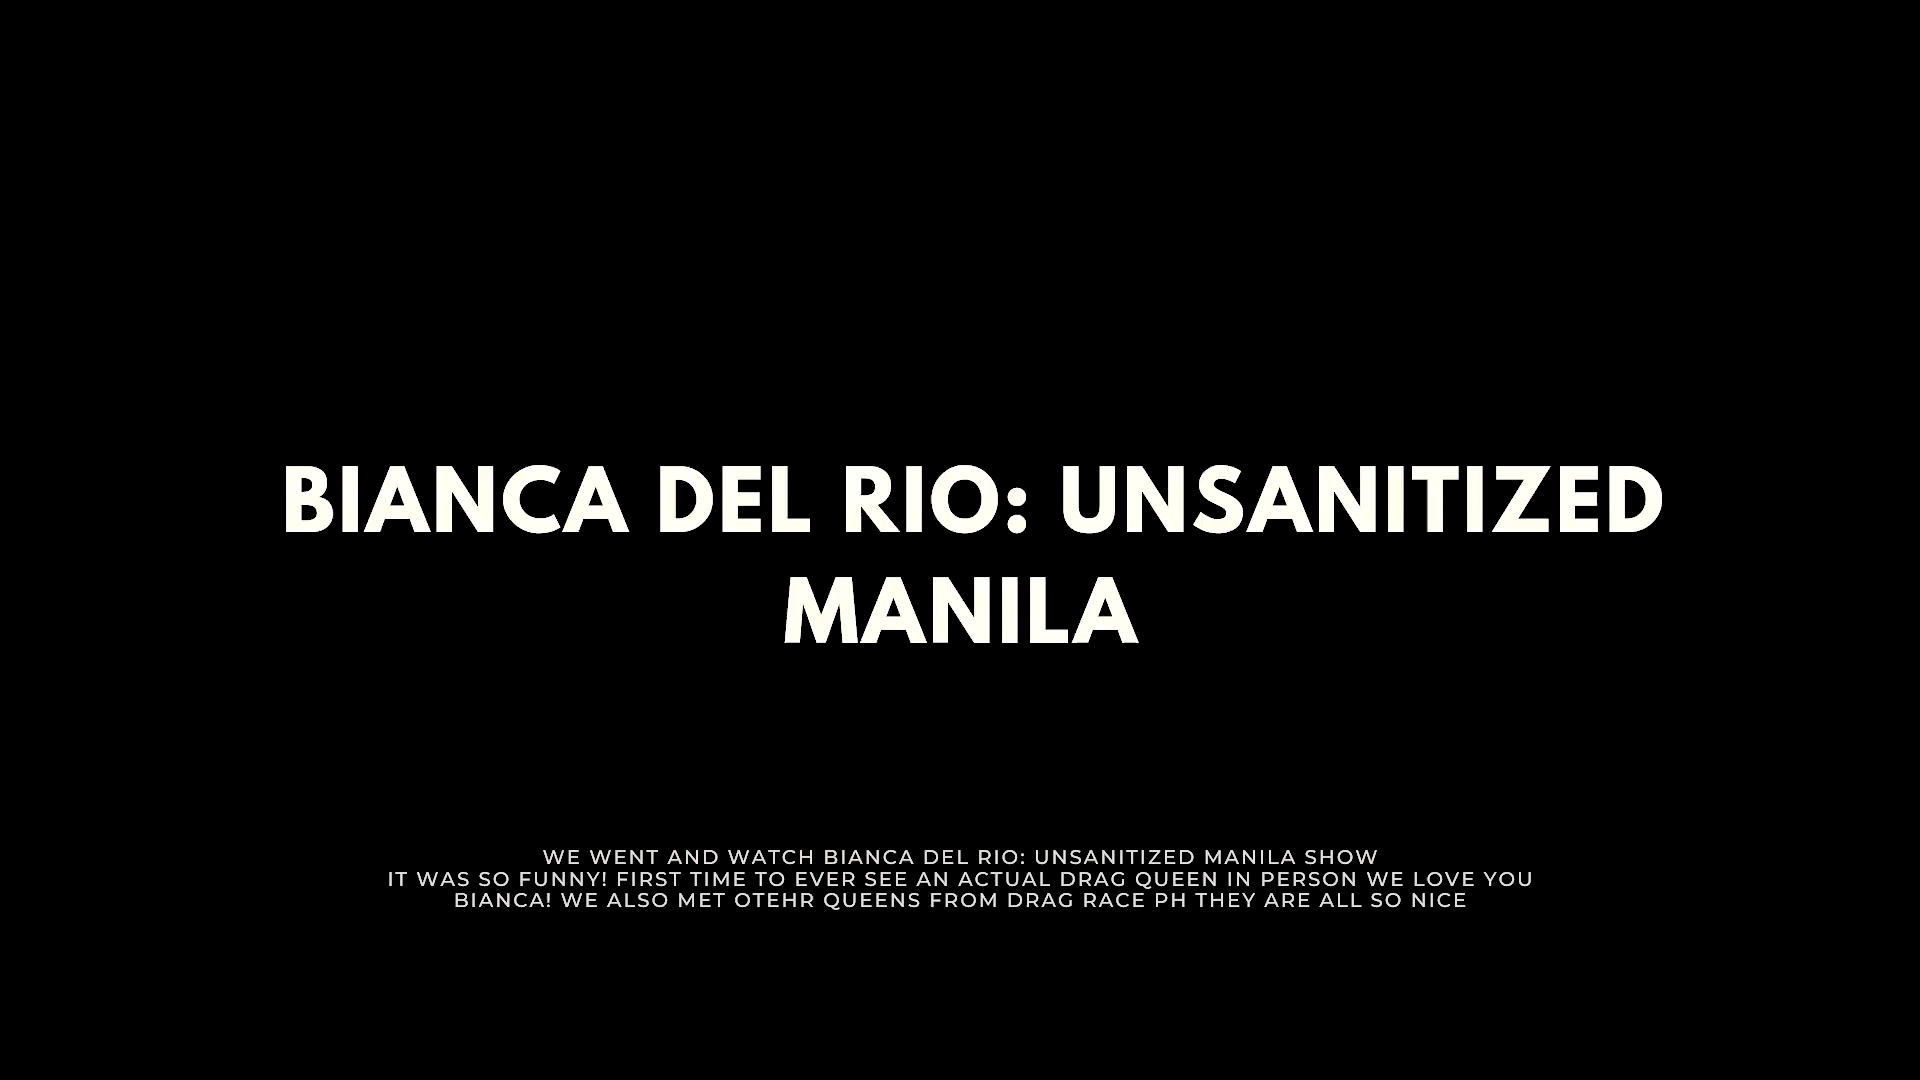 BIANCA DEL RIO: UNSANITIZED
MANILA
WE WENT AND WATCH BIANCA DEL RIO: UNSANITIZED MANILA SHOW
IT WAS SO FUNNY! FIRST TIME TO EVER SEE AN ACTUAL DRAG QUEEN IN PERSON WE LOVE YOU
BIANCA! WE ALSO MET OTEHR QUEENS FROM DRAG RACE PH THEY ARE ALL SO NICE